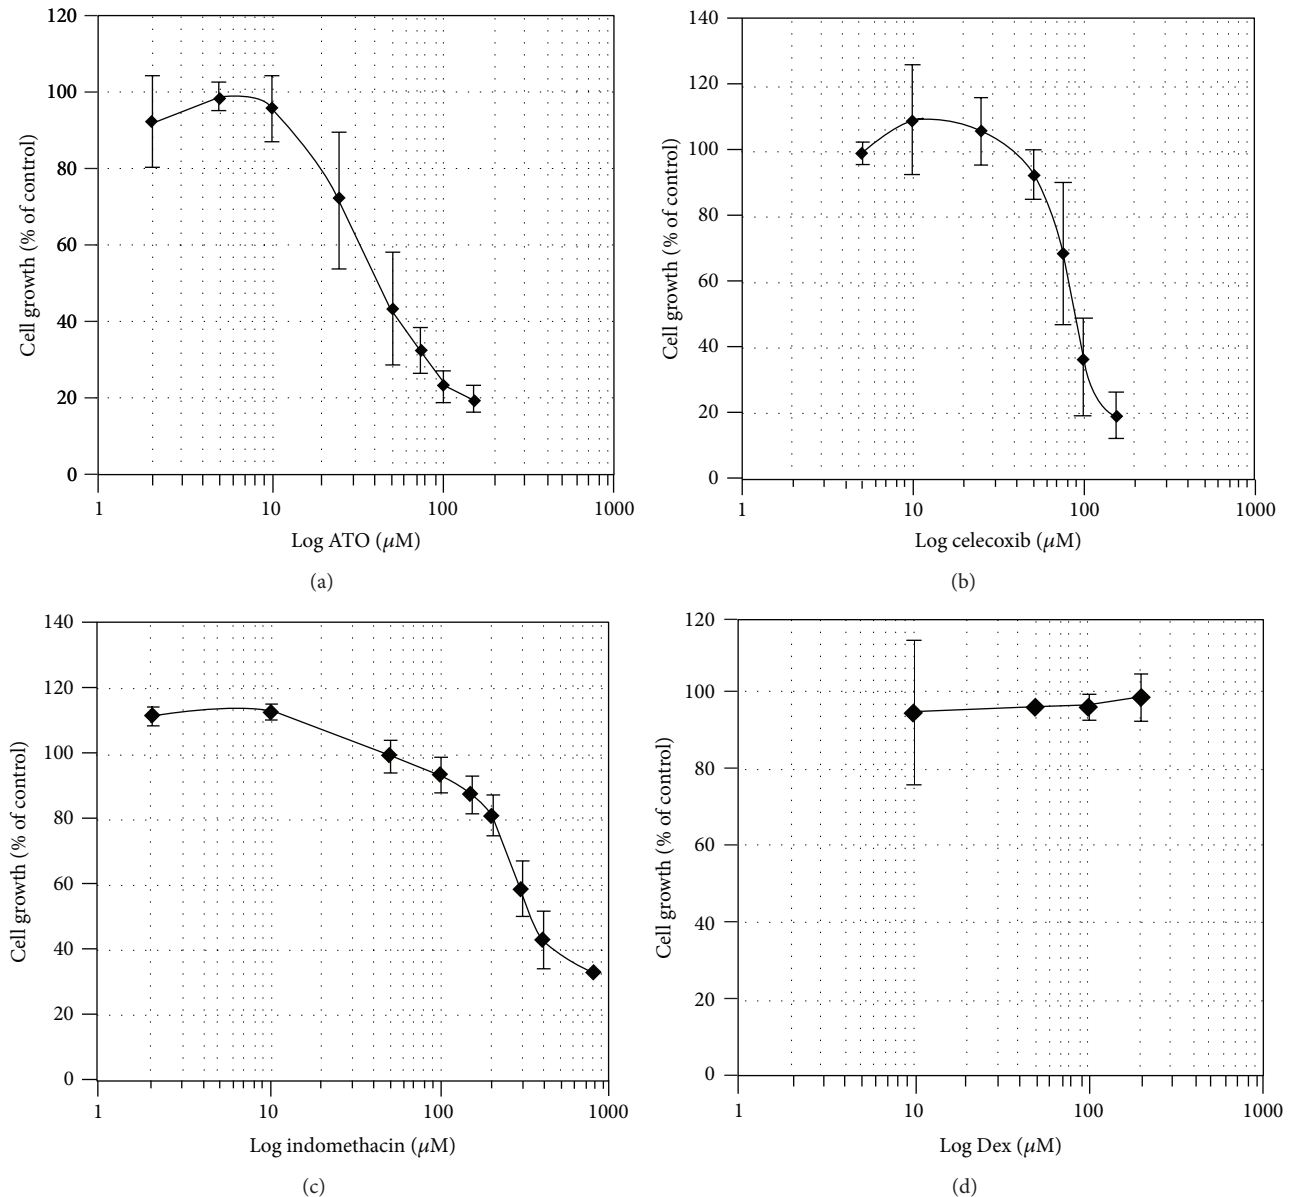 120
100
80
60
40
20
0
Cell growth (% of control)
1 10 100 1000
Log ATO (μM)
(a)
140
120
100
80
60
40
20
0
Cell growth (% of control)
1 10 100 1000
Log celecoxib (μM)
(b)
140
120
100
80
60
40
20
0
Cell growth (% of control)
1 10 100 1000
Log indomethacin (μM)
(c)
120
100
80
60
40
20
0
Cell growth (% of control)
1 10 100 1000
Log Dex (μM)
(d)